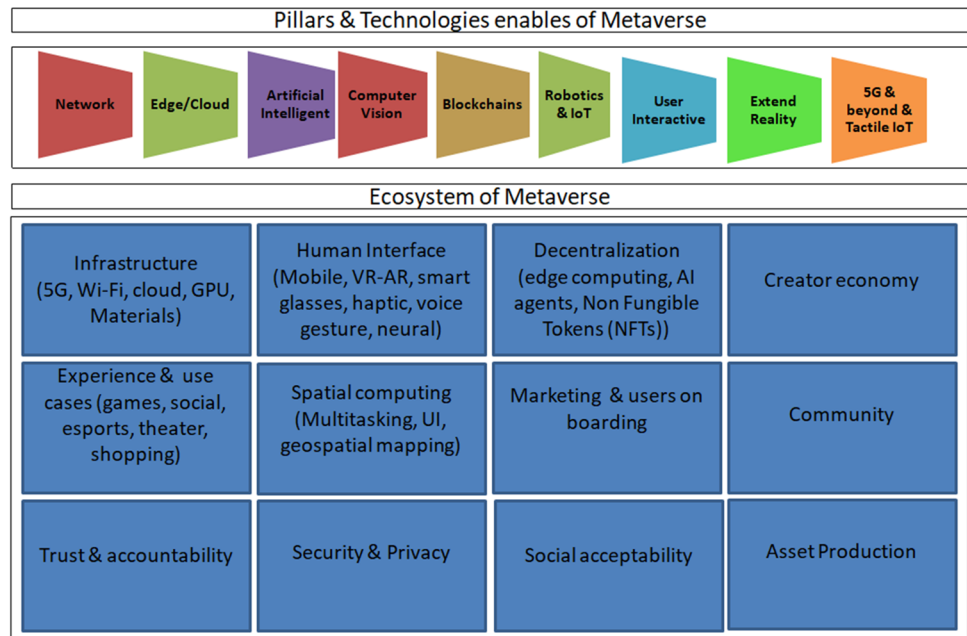 Pillars & Technologies enables of Metaverse
Network
Edge/Cloud
Artificial
Intelligent
Computer
Vision
Blockchains
Robotics
& IoT
User
Interactive
Extend
Reality
5G &
beyond &
Tactile IoT
Ecosystem of Metaverse
Infrastructure
(5G, Wi-Fi, cloud, GPU,
Materials)
Human Interface
(Mobile, VR-AR, smart
glasses, haptic, voice
gesture, neural)
Decentralization
(edge computing, AI
agents, Non Fungible
Tokens (NFTs))
Creator economy
Experience & use
cases (games, social,
esports, theater,
shopping)
Spatial computing
(Multitasking, UI,
geospatial mapping)
Marketing & users on
boarding
Community
Trust & accountability
Security & Privacy
Social acceptability
Asset Production